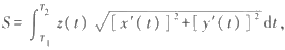 S = ∫_{T₁}^{T₂} z(t) √([x′(t)]² + [y′(t)]²) dt,